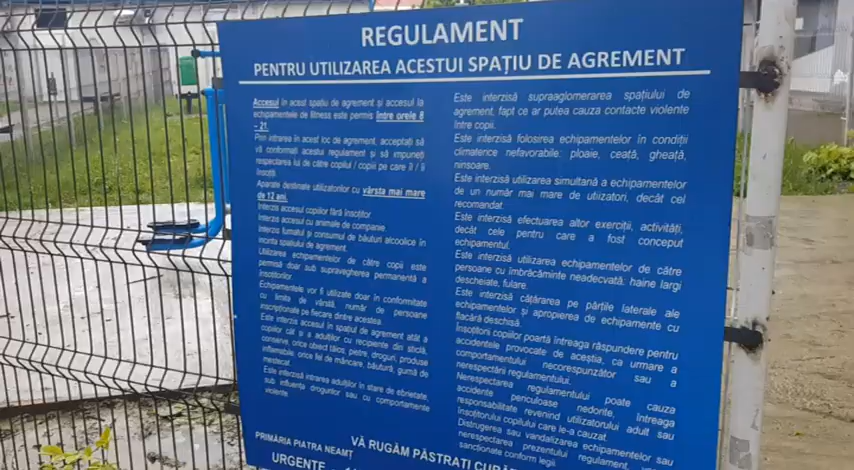 REGULAMENT
PENTRU UTILIZAREA ACESTUI SPAȚIU DE AGREMENT
Accesul în acest spațiu de agrement și accesul la
echipamentele de fitness este permis între orele 8
- 21.
Prin intrarea în acest loc de agrement, acceptați să
vă conformați acestui regulament și să impuneți
respectarea lui de către copilul / copiii pe care îl / îi
însoțiți.
Aparate destinate utilizatorilor cu vârsta mai mare
de 12 ani.
Interzis accesul copiilor fără însoțitor.
Interzis accesul cu animale de companie.
Interzis fumatul și consumul de băuturi alcoolice în
incinta spațiului de agrement.
Utilizarea echipamentelor de către copii este
permisă doar sub supravegherea permanentă a
însoțitorilor.
Echipamentele vor fi utilizate doar în conformitate
cu limita de vârstă, număr de persoane
inscripționate pe fiecare dintre acestea.
Este interzis accesul în spațiul de agrement atât a
copiilor cât și a adulților cu recipiente din sticlă,
conserve, orice obiect tăios, pietre, droguri, produse
inflamabile, orice fel de mâncare, băutură, gumă de
mestecat.
Este interzisă intrarea adulților în stare de ebrietate,
sub influența drogurilor sau cu comportamente
violente.
Este interzisă supraaglomerarea spațiului de
agrement, fapt ce ar putea cauza contacte violente
între copii.
Este interzisă folosirea echipamentelor în condiții
climaterice nefavorabile: ploaie, ceață, gheață,
ninsoare.
Este interzisă utilizarea simultană a echipamentelor
de un număr mai mare de utilizatori, decât cel
recomandat.
Este interzisă efectuarea altor exerciții, activități,
decât cele pentru care a fost conceput
echipamentul.
Este interzisă utilizarea echipamentelor de către
persoane cu îmbrăcăminte neadecvată: haine largi
descheiate, fulare.
Este interzisă cățărarea pe părțile laterale ale
echipamentelor și apropierea de echipamente cu
flacără deschisă.
Însoțitorii copiilor poartă întreaga răspundere pentru
accidentele provocate de aceștia, ca urmare a
comportamentului necorespunzător sau a
nerespectării regulamentului.
Nerespectarea regulamentului poate cauza
accidente periculoase nedorite, întreaga
responsabilitate revenind utilizatorului adult sau
însoțitorului copilului care le-a cauzat.
Distrugerea sau vandalizarea echipamentelor sau
nerespectarea prezentului regulament
sancționate conform legii.
VĂ RUGĂM PĂSTRAȚI
PRIMĂRIA PIATRA NEAMȚ
URGENȚE